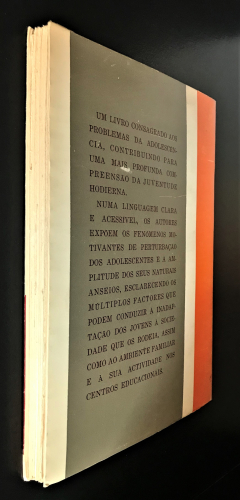 UM LIVRO CONSAGRADO AOS
PROBLEMAS DA ADOLESCÊN-
CIA, CONTRIBUINDO PARA
UMA MAIS PROFUNDA COM-
PREENSÃO DA JUVENTUDE
HODIERNA.
NUMA LINGUAGEM CLARA
E ACESSÍVEL, OS AUTORES
EXPÕEM OS FENÓMENOS MO-
TIVANTES DE PERTURBAÇÃO
DOS ADOLESCENTES E A AM-
PLITUDE DOS SEUS NATURAIS
ANSEIOS, ESCLARECENDO OS
MÚLTIPLOS FACTORES QUE
PODEM CONDUZIR A INADAP-
TAÇÃO DOS JOVENS À SOCIE-
DADE QUE OS RODEIA, ASSIM
COMO AO AMBIENTE FAMILIAR
E À SUA ACTIVIDADE NOS
CENTROS EDUCACIONAIS.